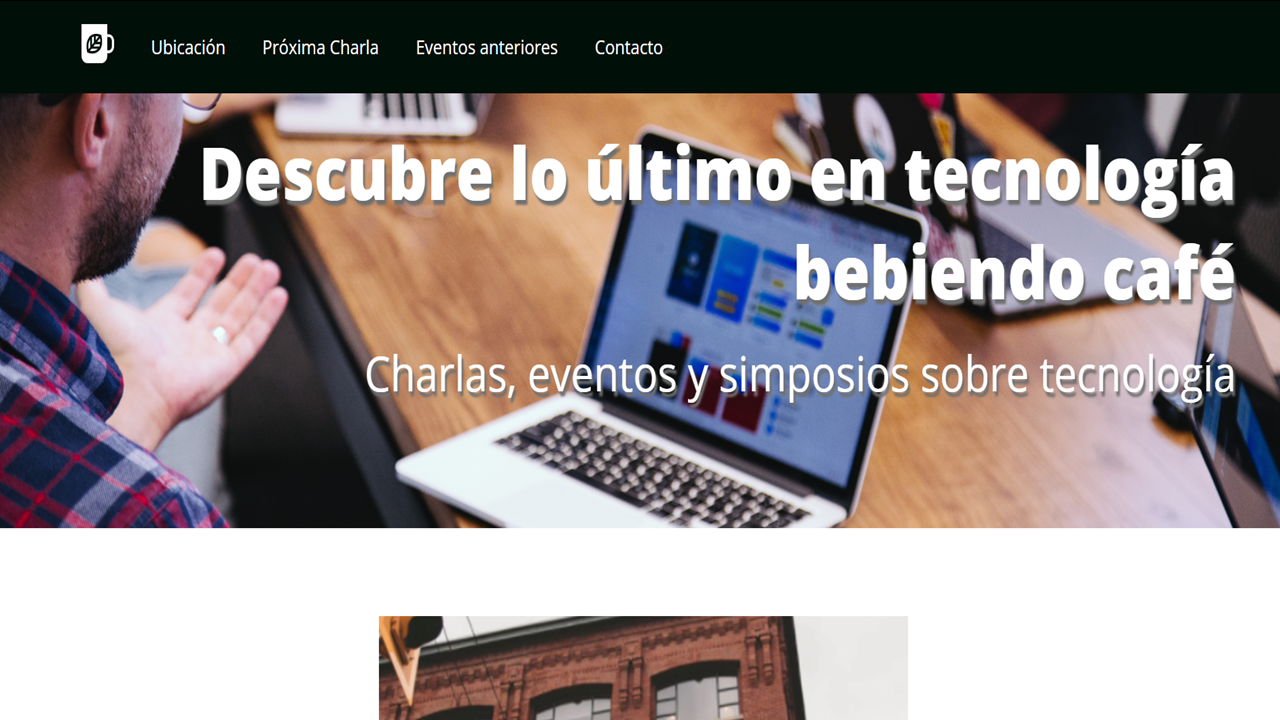 Ubicación Próxima Charla Eventos anteriores Contacto
Descubre lo último en tecnología
bebiendo café
Charlas, eventos y simposios sobre tecnología